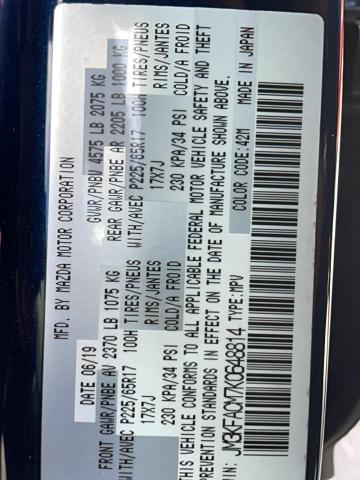 MFD. BY MAZDA MOTOR CORPORATION
DATE 06/19 GVWR/PNBV 4575 LB 2075 KG
FRONT GAWR/PNBE AV 2370 LB 1075 KG REAR GAWR/PNBE AR 2205 LB 1000 KG
WITH/AVEC P225/65R17 100H TIRES/PNEUS WITH/AVEC P225/65R17 100H TIRES/PNEUS
17X7J RIMS/JANTES 17X7J RIMS/JANTES
230 KPA/34 PSI COLD/A FROID 230 KPA/34 PSI COLD/A FROID
THIS VEHICLE CONFORMS TO ALL APPLICABLE FEDERAL MOTOR VEHICLE SAFETY AND THEFT
PREVENTION STANDARDS IN EFFECT ON THE DATE OF MANUFACTURE SHOWN ABOVE.
MADE IN JAPAN
JM3KFACM7K0648814
VEHICLE TYPE: MPV COLOR CODE: 42M